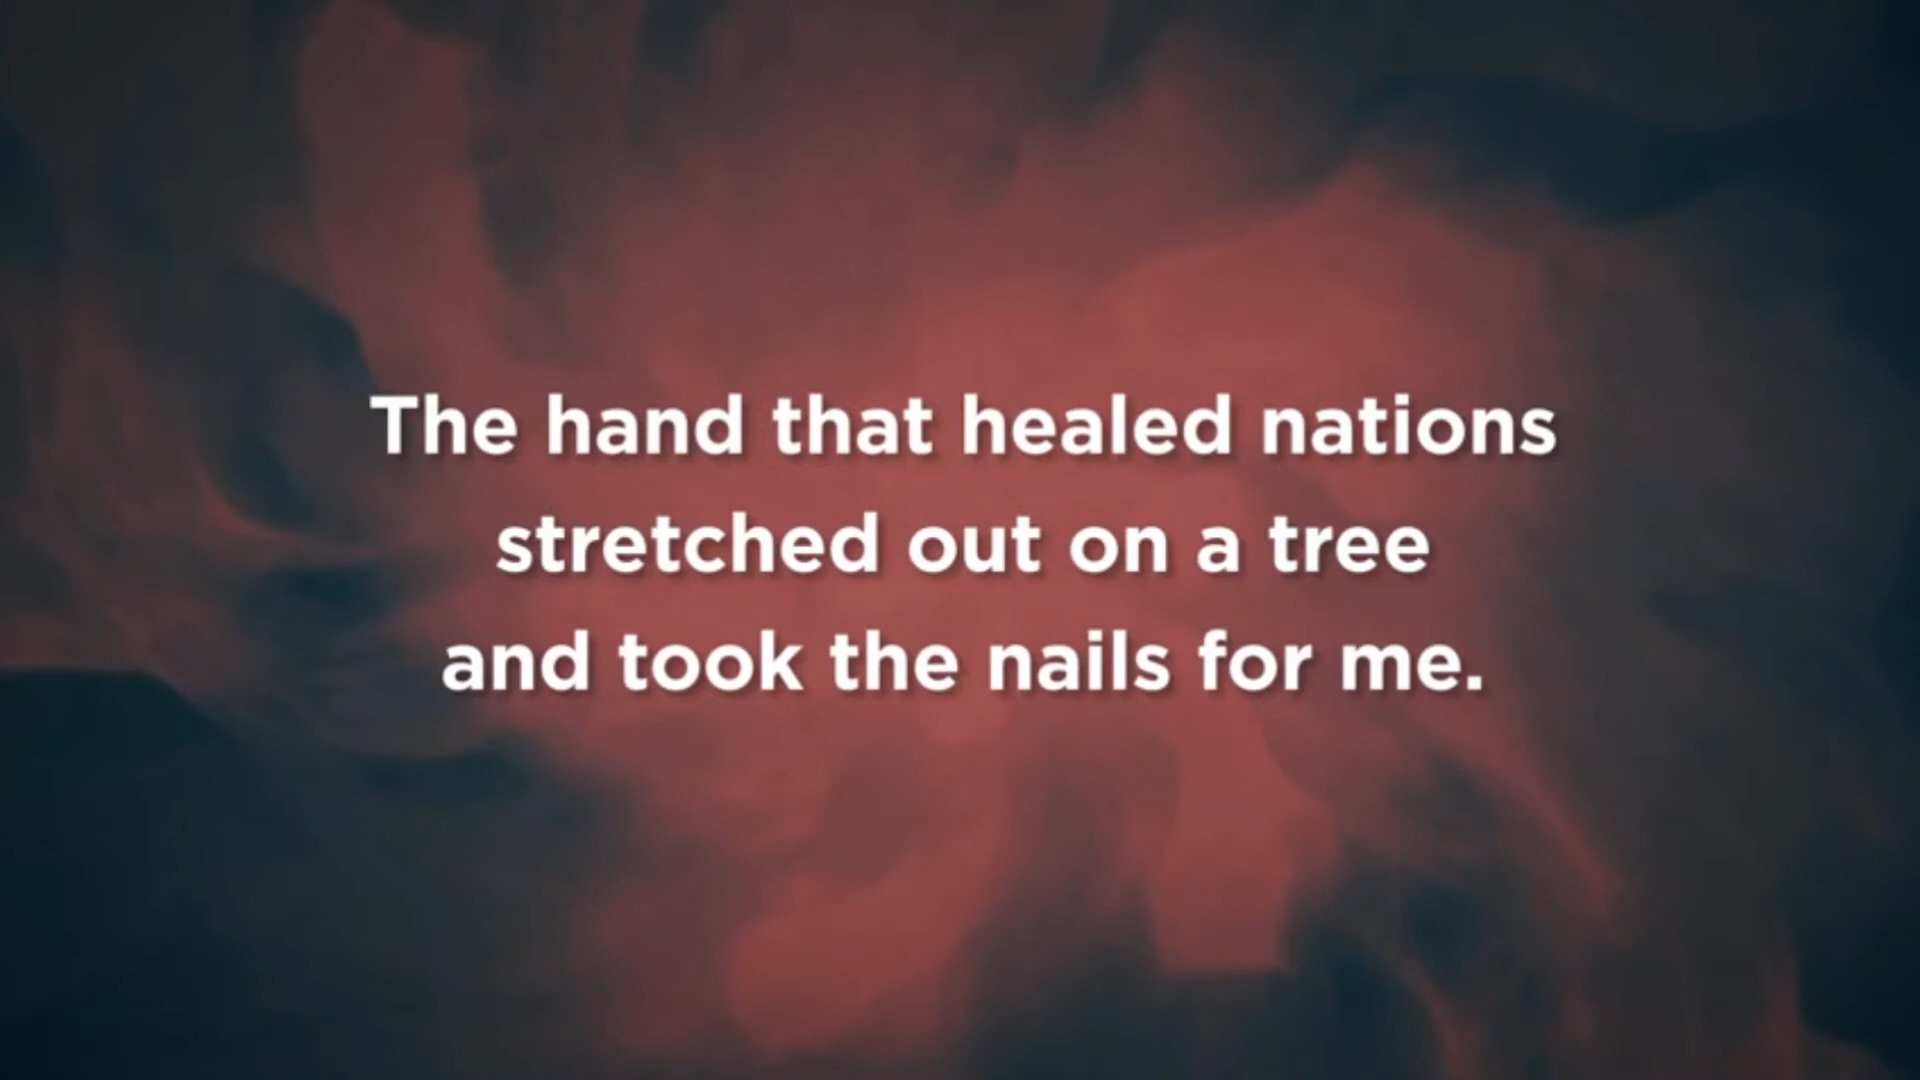 The hand that healed nations
stretched out on a tree
and took the nails for me.